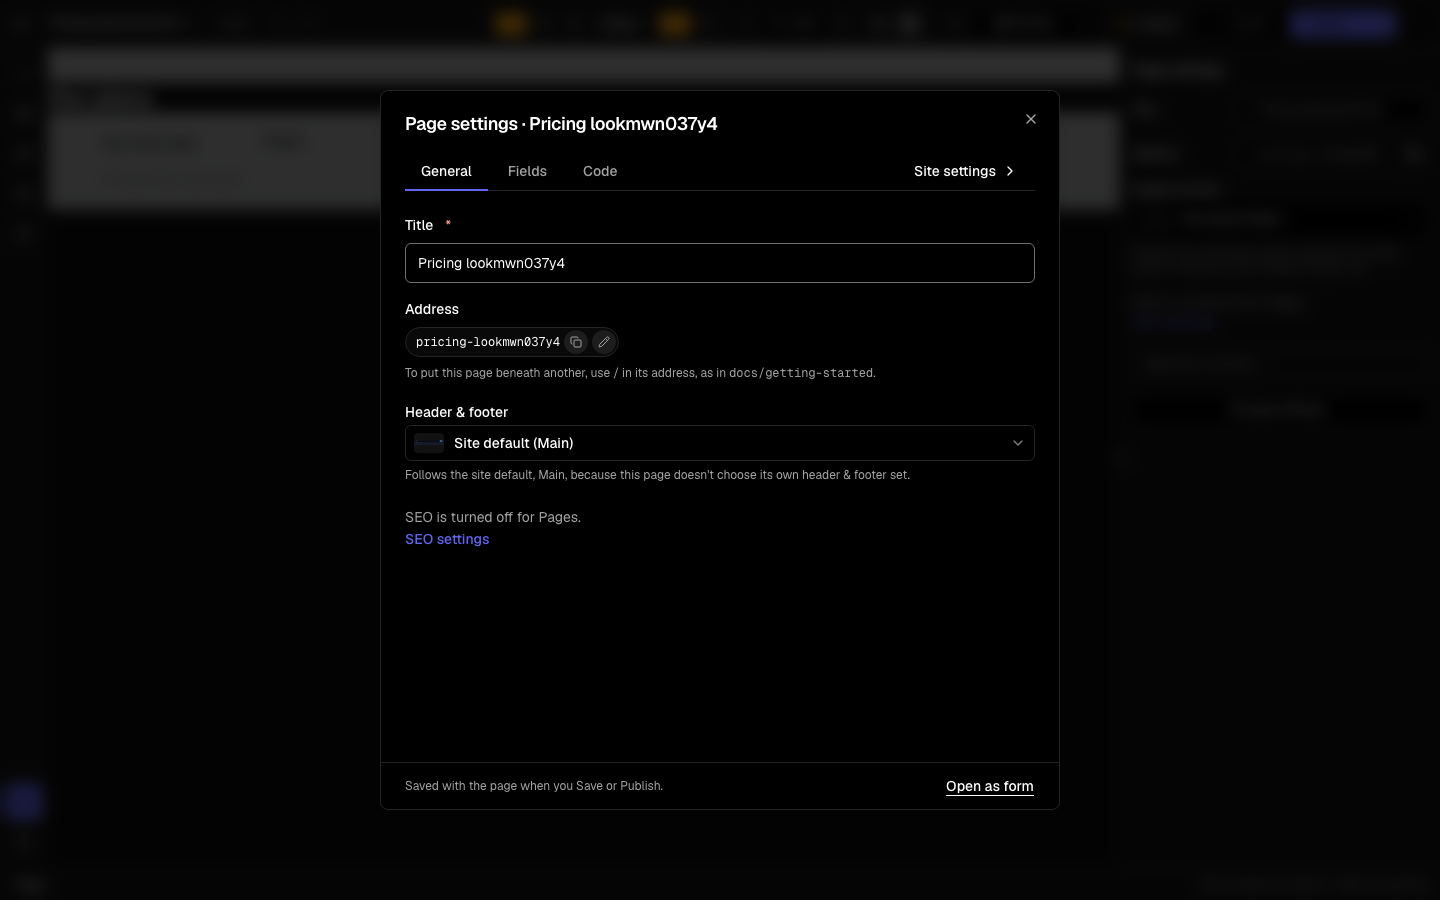 Page settings · Pricing lookmwn037y4
General
Fields
Code
Site settings
Title *
Pricing lookmwn037y4
Address
pricing-lookmwn037y4
To put this page beneath another, use / in its address, as in docs/getting-started.
Header & footer
Site default (Main)
Follows the site default, Main, because this page doesn't choose its own header & footer set.
SEO is turned off for Pages.
SEO settings
Saved with the page when you Save or Publish.
Open as form